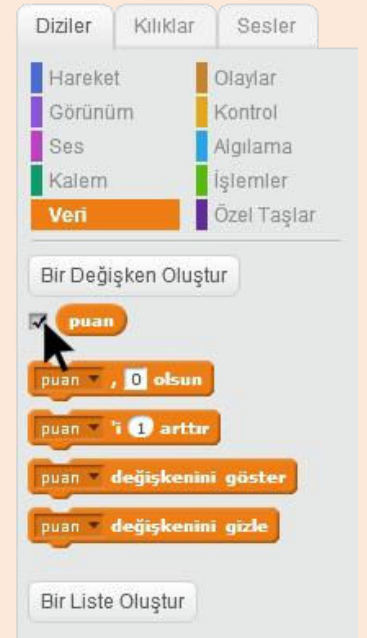 Diziler Kılıklar Sesler
Hareket Olaylar
Görünüm Kontrol
Ses Algılama
Kalem İşlemler
Veri Özel Taşlar
Bir Değişken Oluştur
puan
puan , 0 olsun
puan 'i 1 arttır
puan değişkenini göster
puan değişkenini gizle
Bir Liste Oluştur